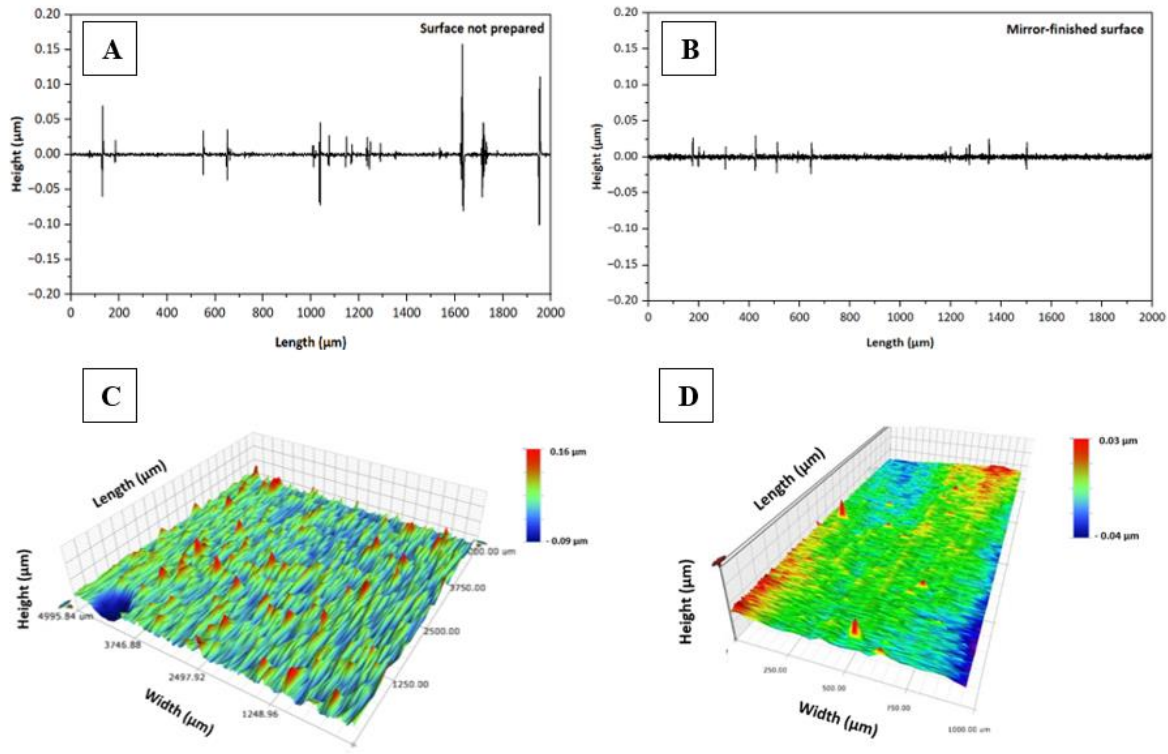 A
Surface not prepared
0.20
0.15
0.10
0.05
0.00
−0.05
−0.10
−0.15
−0.20
Height (μm)
0 200 400 600 800 1000 1200 1400 1600 1800 2000
Length (μm)
B
Mirror-finished surface
0.20
0.15
0.10
0.05
0.00
−0.05
−0.10
−0.15
−0.20
Height (μm)
0 200 400 600 800 1000 1200 1400 1600 1800 2000
Length (μm)
C
Length (μm)
0.16 μm
- 0.09 μm
Height (μm)
4995.84 um
3746.88
2497.92
1248.96
Width (μm)
3750.00
2500.00
1250.00
D
Length (μm)
0.03 μm
- 0.04 μm
Height (μm)
250.00
500.00
750.00
1000.00 um
Width (μm)